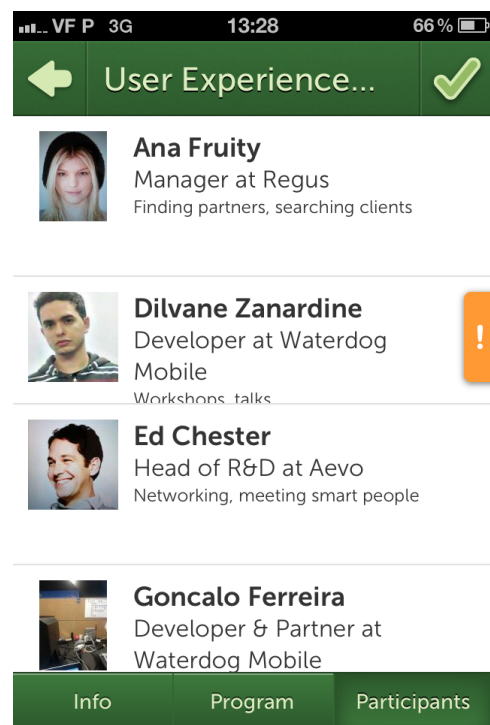 VF P 3G 13:28 66%
User Experience...
Ana Fruity
Manager at Regus
Finding partners, searching clients
Dilvane Zanardine
Developer at Waterdog
Mobile
Workshops, talks
!
Ed Chester
Head of R&D at Aevo
Networking, meeting smart people
Goncalo Ferreira
Developer & Partner at
Waterdog Mobile
Info Program Participants